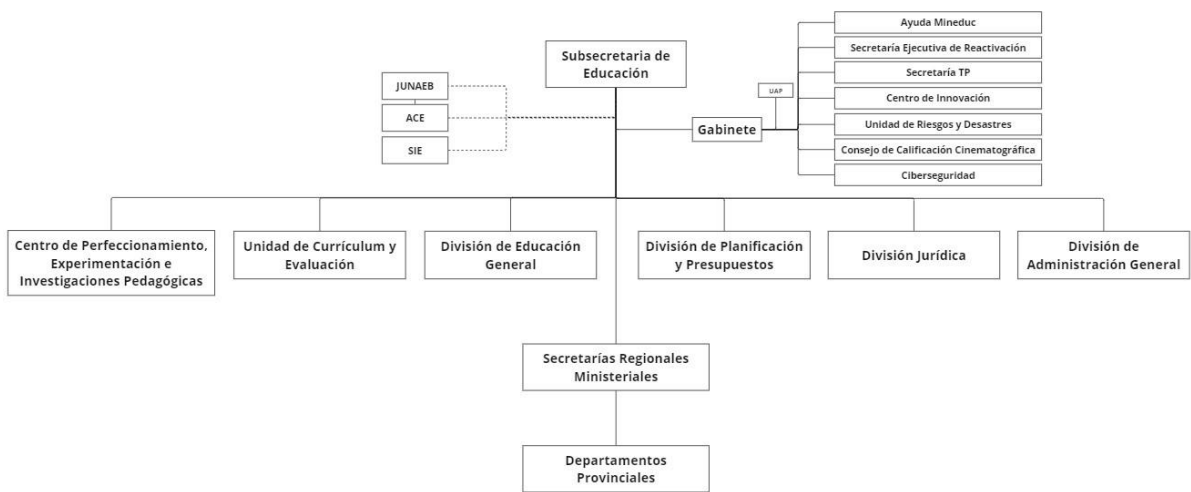 Ayuda Mineduc
Subsecretaria de
Educación
Secretaría Ejecutiva de Reactivación
JUNAEB
Secretaría TP
UAP
Centro de Innovación
ACE
Gabinete
Unidad de Riesgos y Desastres
SIE
Consejo de Calificación Cinematográfica
Ciberseguridad
Centro de Perfeccionamiento,
Experimentación e
Investigaciones Pedagógicas
Unidad de Currículum y
Evaluación
División de Educación
General
División de Planificación
y Presupuestos
División Jurídica
División de
Administración General
Secretarías Regionales
Ministeriales
Departamentos
Provinciales